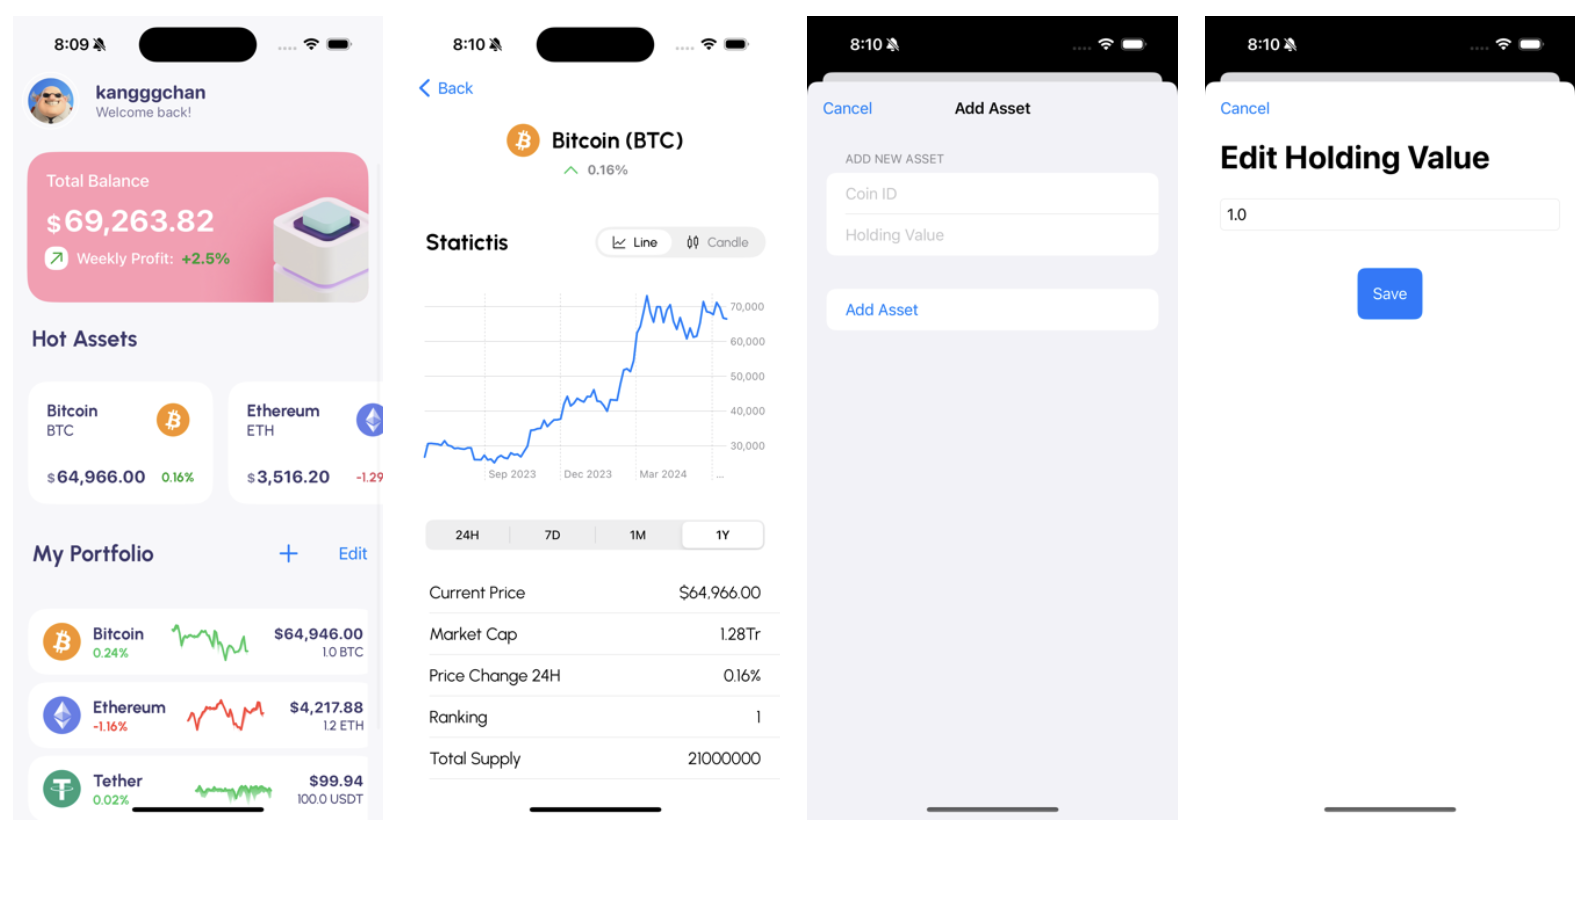 8:09
kangggchan
Welcome back!
Total Balance
$69,263.82
Weekly Profit: +2.5%
Hot Assets
Bitcoin
BTC
$64,966.00 0.16%
Ethereum
ETH
$3,516.20 -1.29
My Portfolio + Edit
Bitcoin
0.24%
$64,946.00
1.0 BTC
Ethereum
-1.16%
$4,217.88
1.2 ETH
Tether
0.02%
$99.94
100.0 USDT
8:10
Back
Bitcoin (BTC)
0.16%
Statictis
Line Candle
70,000
60,000
50,000
40,000
30,000
Sep 2023 Dec 2023 Mar 2024 ...
24H 7D 1M 1Y
Current Price $64,966.00
Market Cap 1.28Tr
Price Change 24H 0.16%
Ranking 1
Total Supply 21000000
8:10
Cancel Add Asset
ADD NEW ASSET
Coin ID
Holding Value
Add Asset
8:10
Cancel
Edit Holding Value
1.0
Save